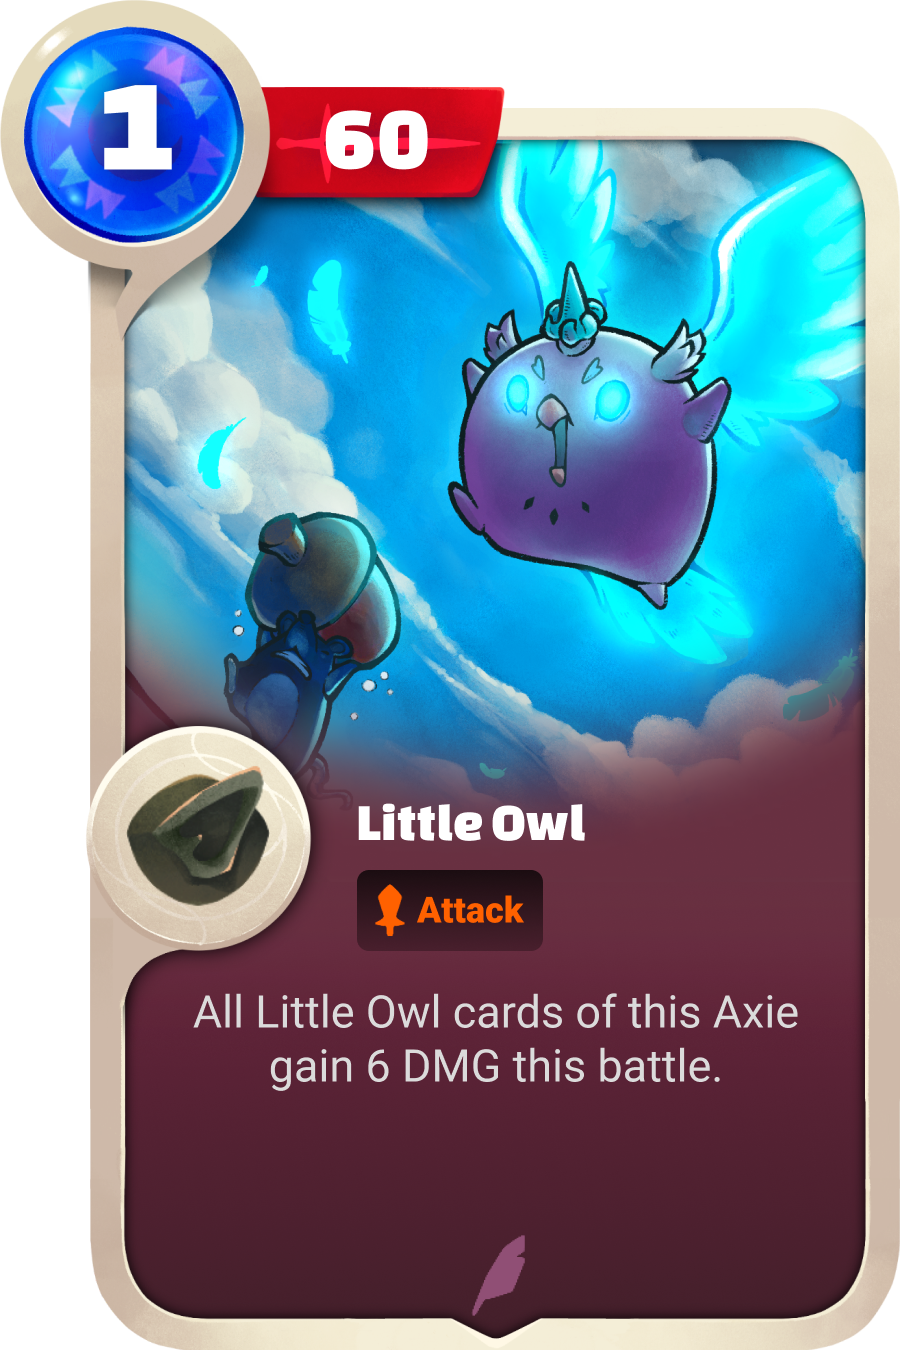 1
60
Little Owl
Attack
All Little Owl cards of this Axie
gain 6 DMG this battle.